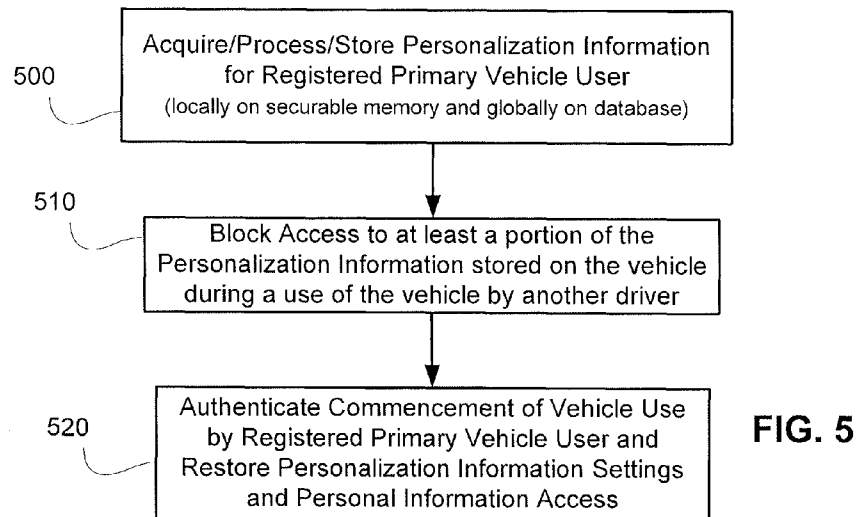 500
Acquire/Process/Store Personalization Information
for Registered Primary Vehicle User
(locally on securable memory and globally on database)
510
Block Access to at least a portion of the
Personalization Information stored on the vehicle
during a use of the vehicle by another driver
520
Authenticate Commencement of Vehicle Use
by Registered Primary Vehicle User and
Restore Personalization Information Settings
and Personal Information Access
FIG. 5